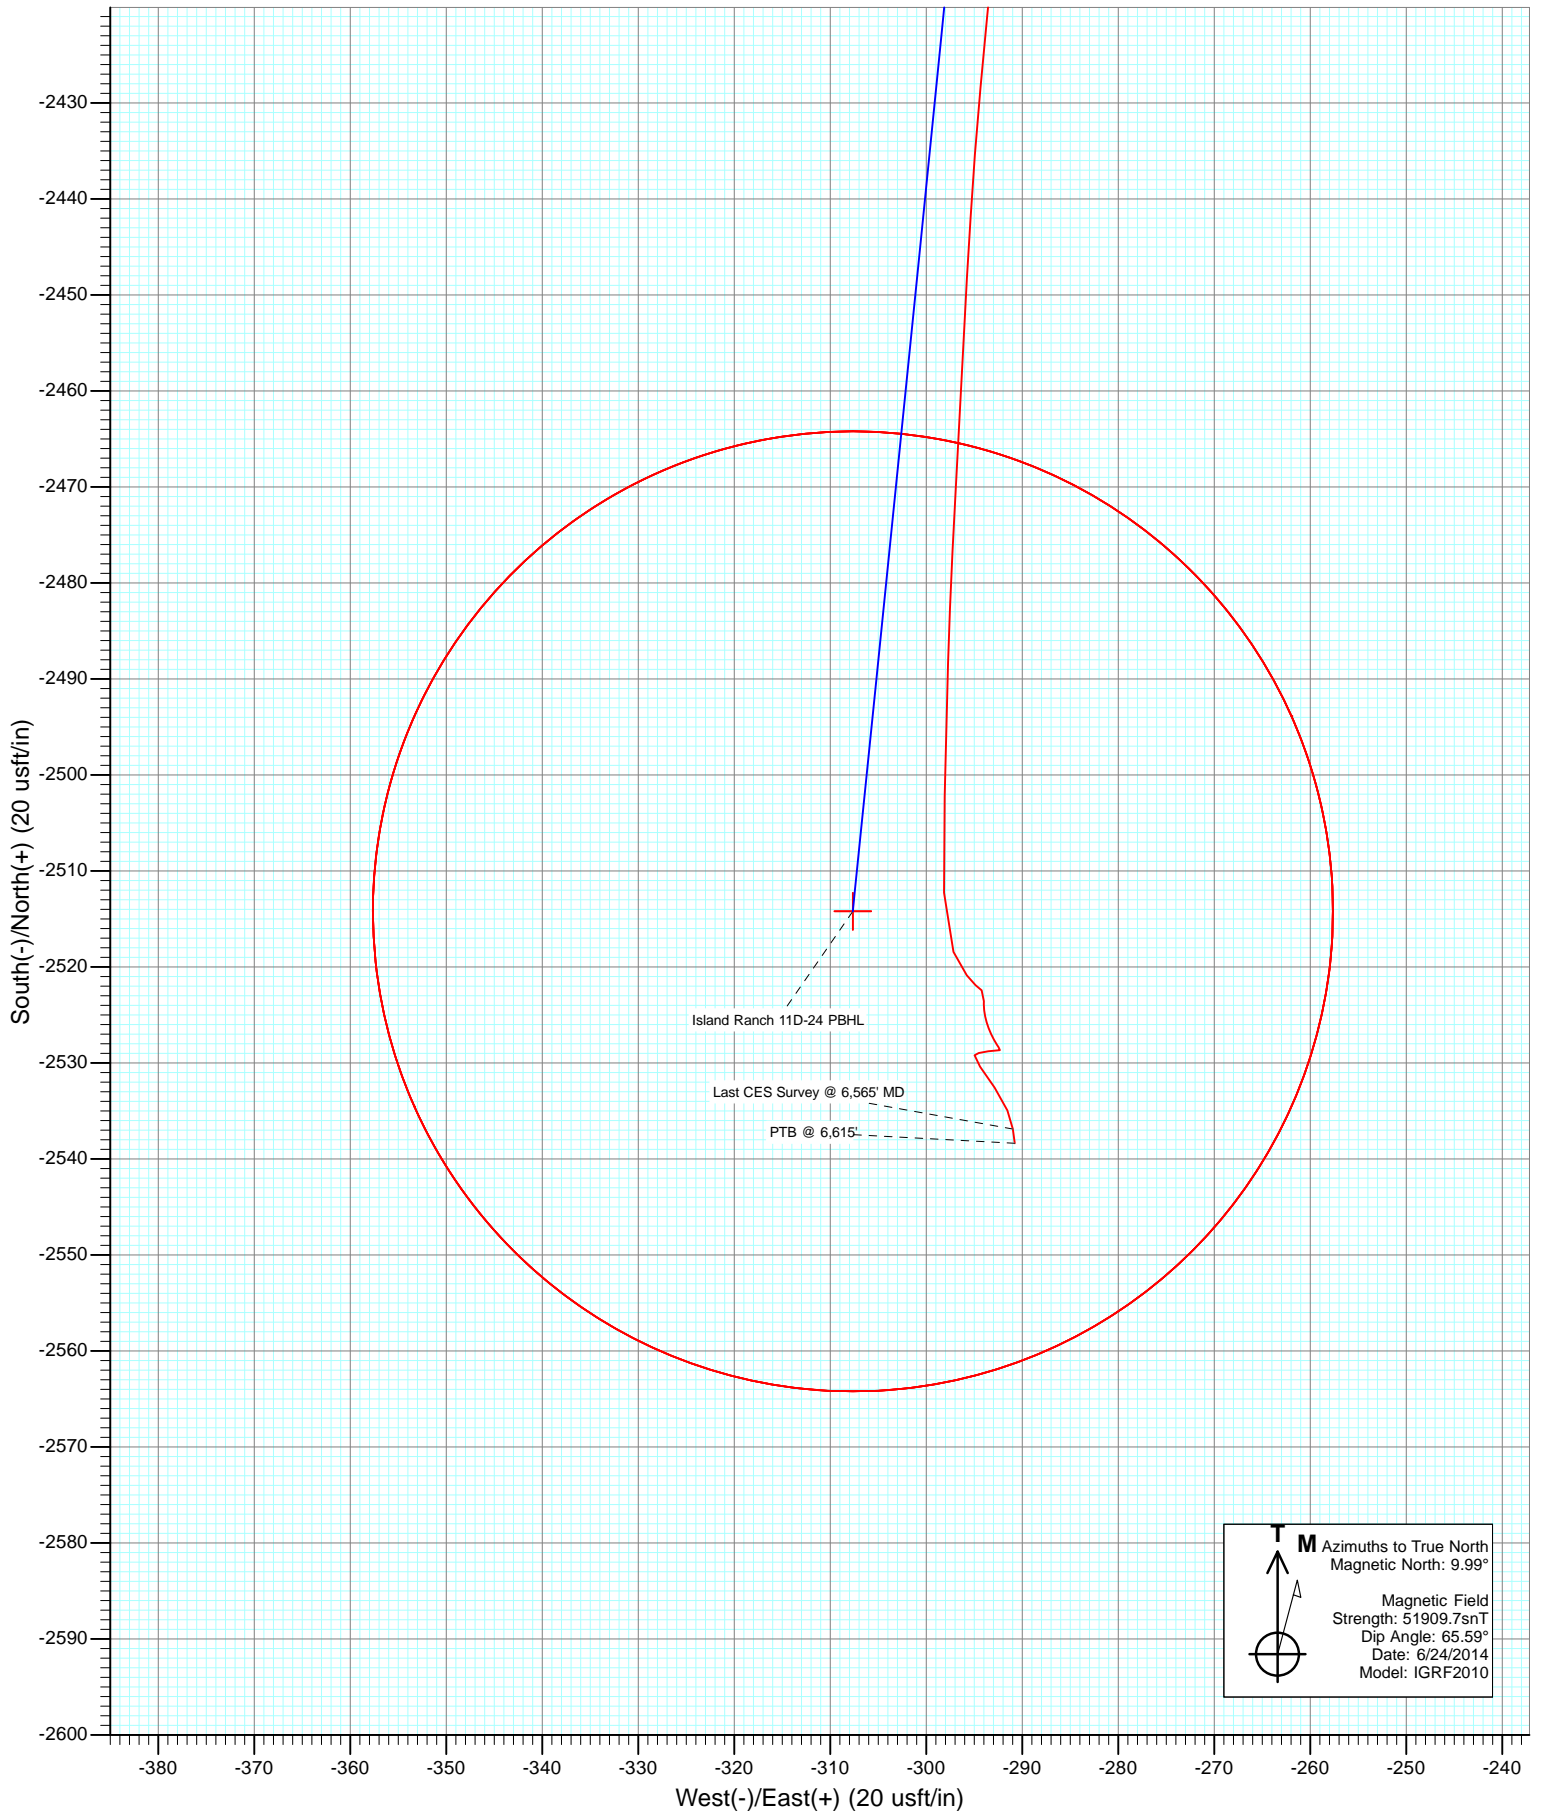 -2430
-2440
-2450
-2460
-2470
-2480
-2490
-2500
-2510
-2520
-2530
-2540
-2550
-2560
-2570
-2580
-2590
-2600
South(-)/North(+) (20 usft/in)
Island Ranch 11D-24 PBHL
Last CES Survey @ 6,565' MD
PTB @ 6,615'
T
M
Azimuths to True North
Magnetic North: 9.99°
Magnetic Field
Strength: 51909.7snT
Dip Angle: 65.59°
Date: 6/24/2014
Model: IGRF2010
-380 -370 -360 -350 -340 -330 -320 -310 -300 -290 -280 -270 -260 -250 -240
West(-)/East(+) (20 usft/in)